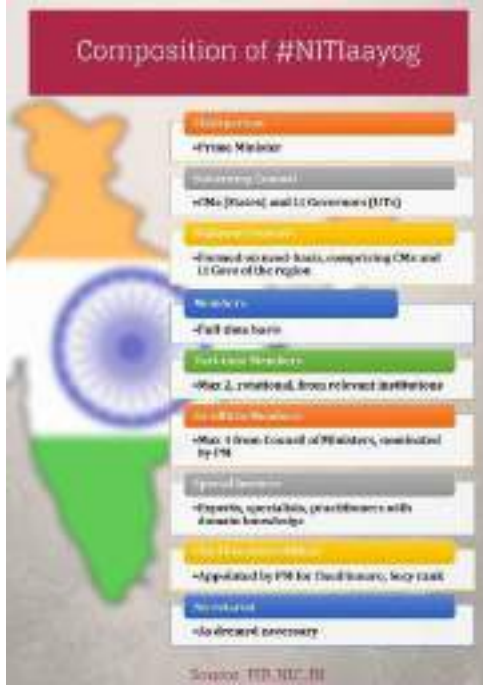 Composition of #NITIaayog
Chairperson
•Prime Minister
Governing Council
•CMs (States) and Lt Governors (UTs)
Regional Councils
•Formed on need-basis, comprising CMs and
Lt Govs of the region
Members
•Full-time basis
Part-time Members
•Max 2, rotational, from relevant institutions
Ex-officio Members
•Max 4 from Council of Ministers, nominated
by PM
Special Invitees
•Experts, specialists, practitioners with
domain knowledge
Chief Executive Officer
•Appointed by PM for fixed tenure, Secy rank
Secretariat
•As deemed necessary
Source: